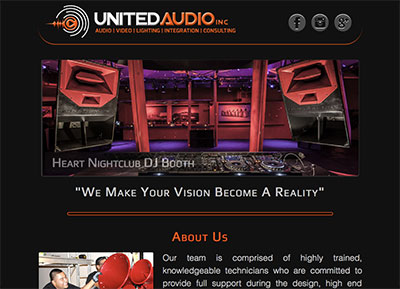 UNITEDAUDIO INC
AUDIO | VIDEO | LIGHTING | INTEGRATION | CONSULTING
f g+
Heart Nightclub DJ Booth
"We Make Your Vision Become A Reality"
About Us
Our team is comprised of highly trained,
knowledgeable technicians who are committed to
provide full support during the design, high end